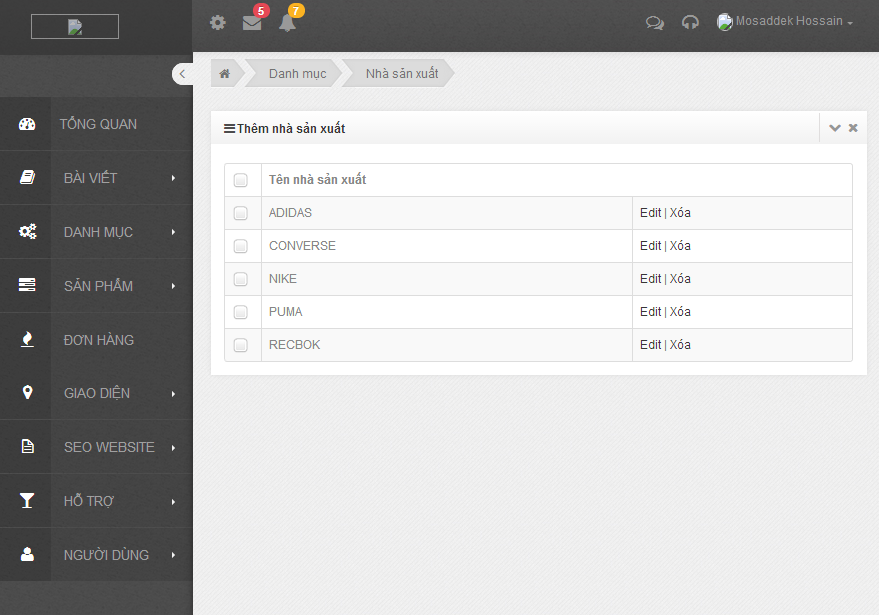 5
7
Mosaddek Hossain
Danh mục
Nhà sản xuất
TỔNG QUAN
BÀI VIẾT
DANH MỤC
SẢN PHẨM
ĐƠN HÀNG
GIAO DIỆN
SEO WEBSITE
HỖ TRỢ
NGƯỜI DÙNG
Thêm nhà sản xuất
Tên nhà sản xuất
ADIDAS Edit | Xóa
CONVERSE Edit | Xóa
NIKE Edit | Xóa
PUMA Edit | Xóa
RECBOK Edit | Xóa